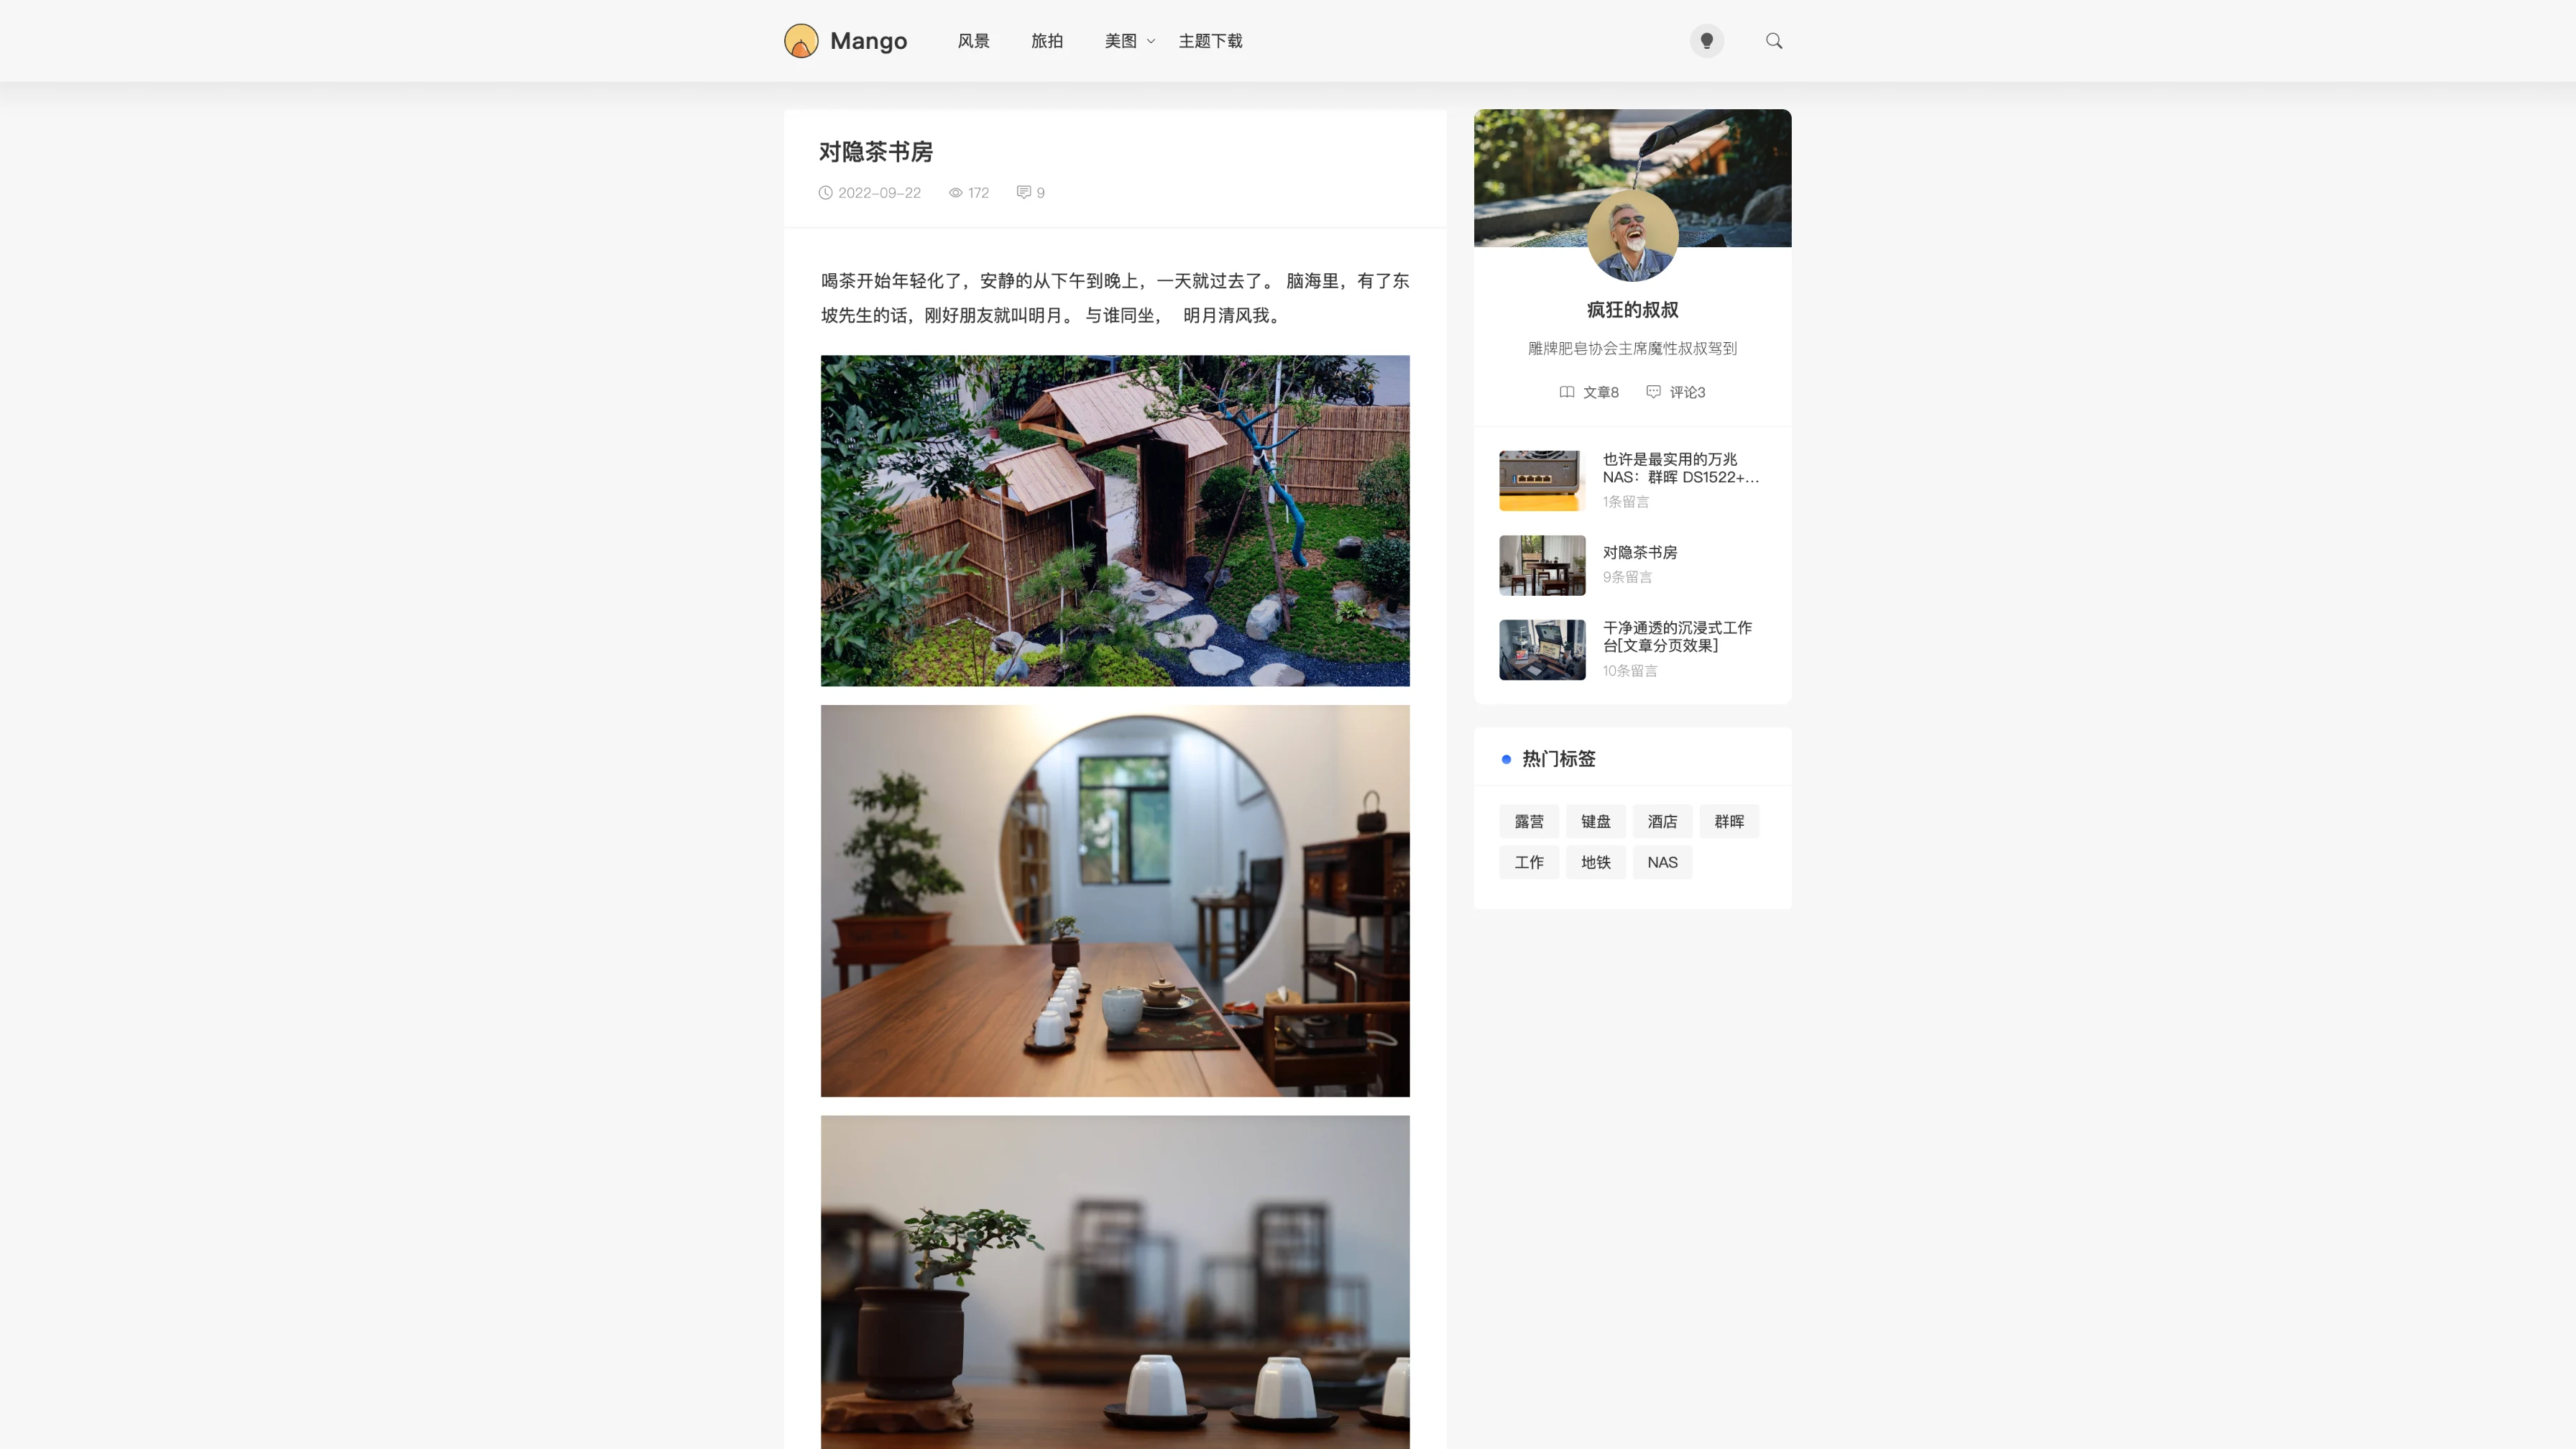 Mango
风景
旅拍
美图
主题下载
对隐茶书房
2022-09-22
172
9
喝茶开始年轻化了，安静的从下午到晚上，一天就过去了。 脑海里，有了东
坡先生的话，刚好朋友就叫明月。 与谁同坐， 明月清风我。
疯狂的叔叔
雕牌肥皂协会主席魔性叔叔驾到
文章8
评论3
也许是最实用的万兆
NAS：群晖 DS1522+...
1条留言
对隐茶书房
9条留言
干净通透的沉浸式工作
台[文章分页效果]
10条留言
热门标签
露营
键盘
酒店
群晖
工作
地铁
NAS